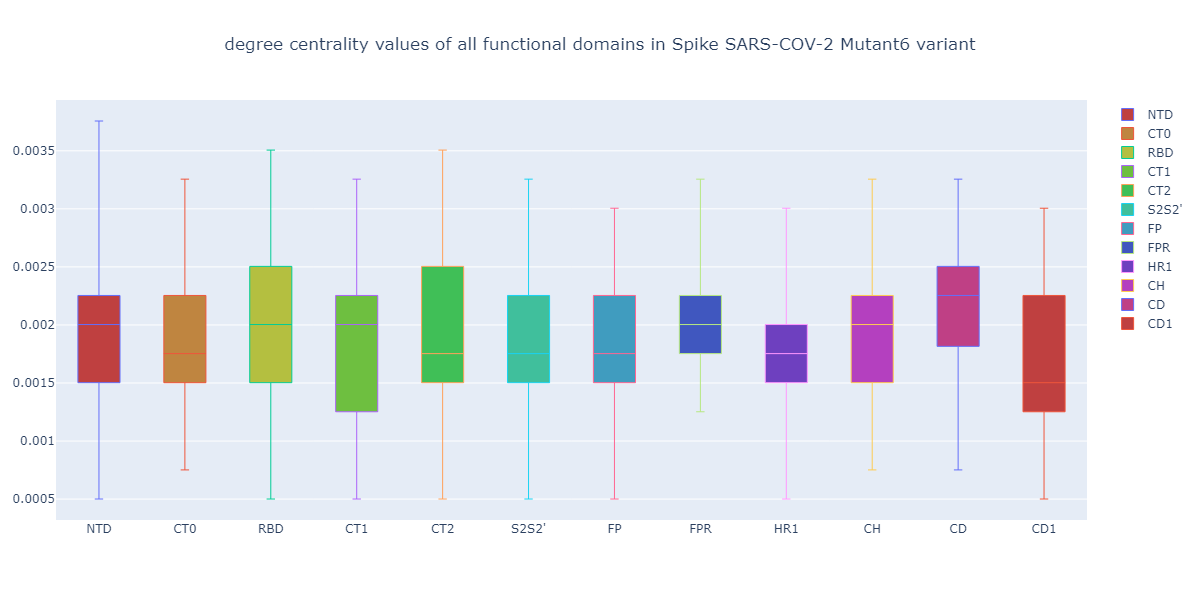 degree centrality values of all functional domains in Spike SARS-COV-2 Mutant6 variant
0.0035
0.003
0.0025
0.002
0.0015
0.001
0.0005
NTD CT0 RBD CT1 CT2 S2S2' FP FPR HR1 CH CD CD1
NTD
CT0
RBD
CT1
CT2
S2S2'
FP
FPR
HR1
CH
CD
CD1